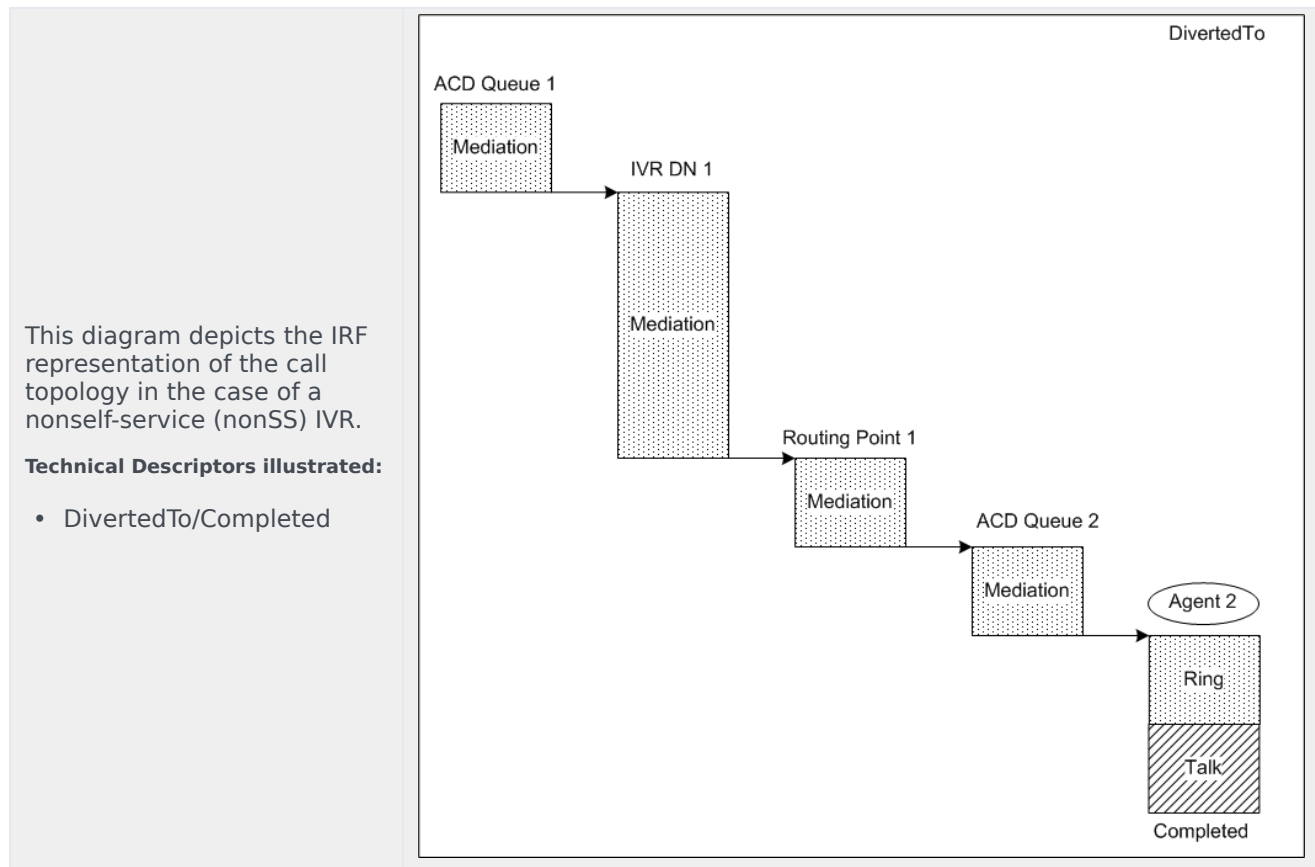 This diagram depicts the IRF
representation of the call
topology in the case of a
nonself-service (nonSS) IVR.
Technical Descriptors illustrated:
• DivertedTo/Completed
DivertedTo
ACD Queue 1
Mediation
IVR DN 1
Mediation
Routing Point 1
Mediation
ACD Queue 2
Mediation
Agent 2
Ring
Talk
Completed